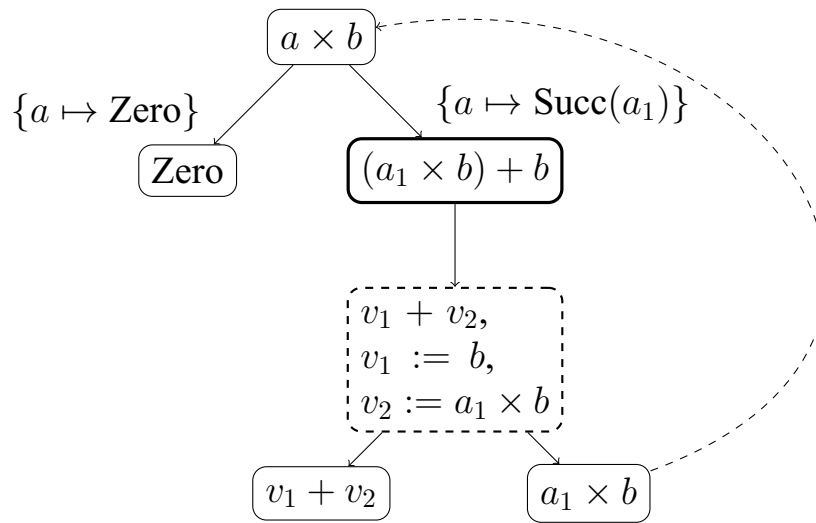 a × b
{a ↦ Zero}
{a ↦ Succ(a₁)}
Zero
(a₁ × b) + b
v₁ + v₂,
v₁ := b,
v₂ := a₁ × b
v₁ + v₂
a₁ × b